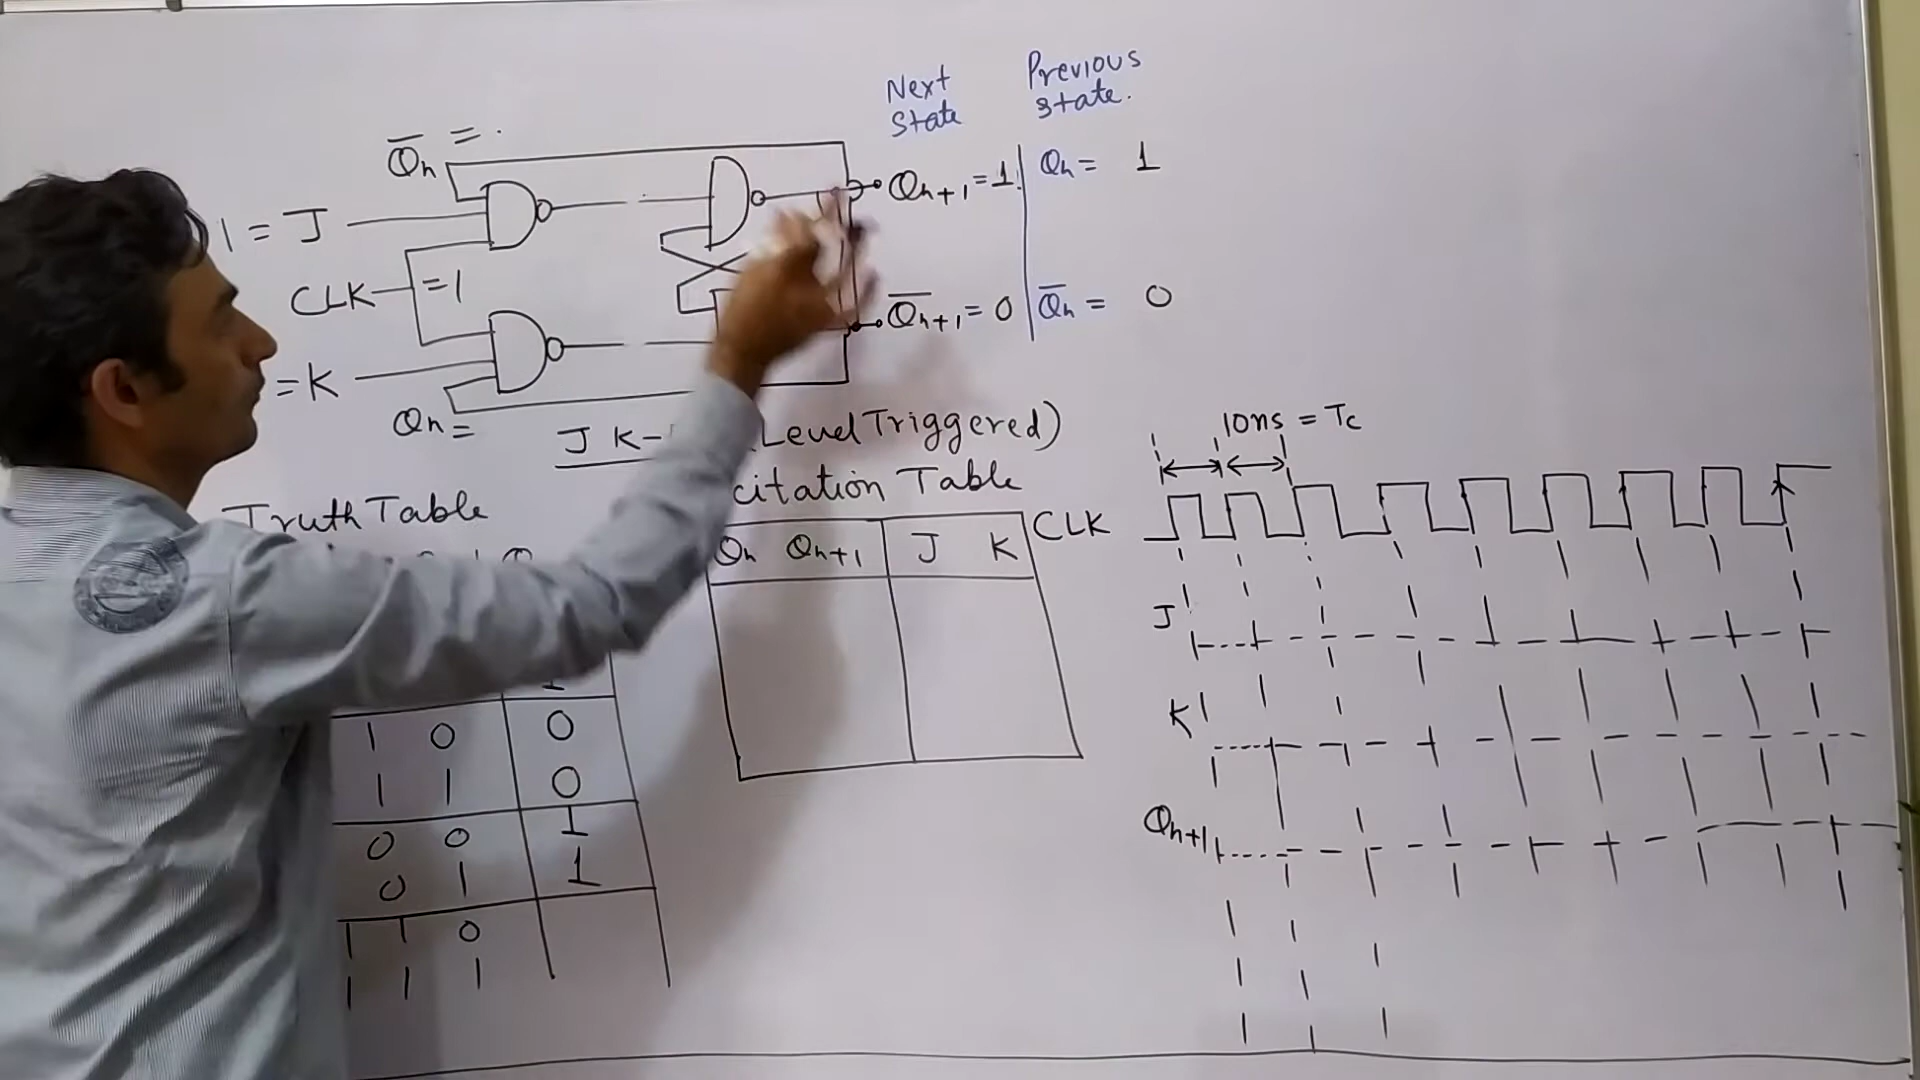 Next
State
Previous
state.
Q̅n = .
Qn+1 = 1
Qn = 1
1 = J
CLK = 1
Q̅n+1 = 0
Q̅n = 0
= K
Qn =
JK- (Level Triggered)
10ns = Tc
Truth Table
citation Table
Qn Qn+1 J K
CLK
J
K
Qn+1
1 0 0
1 1 0
0 0 1
0 1 1
1 1 0
1 1 1